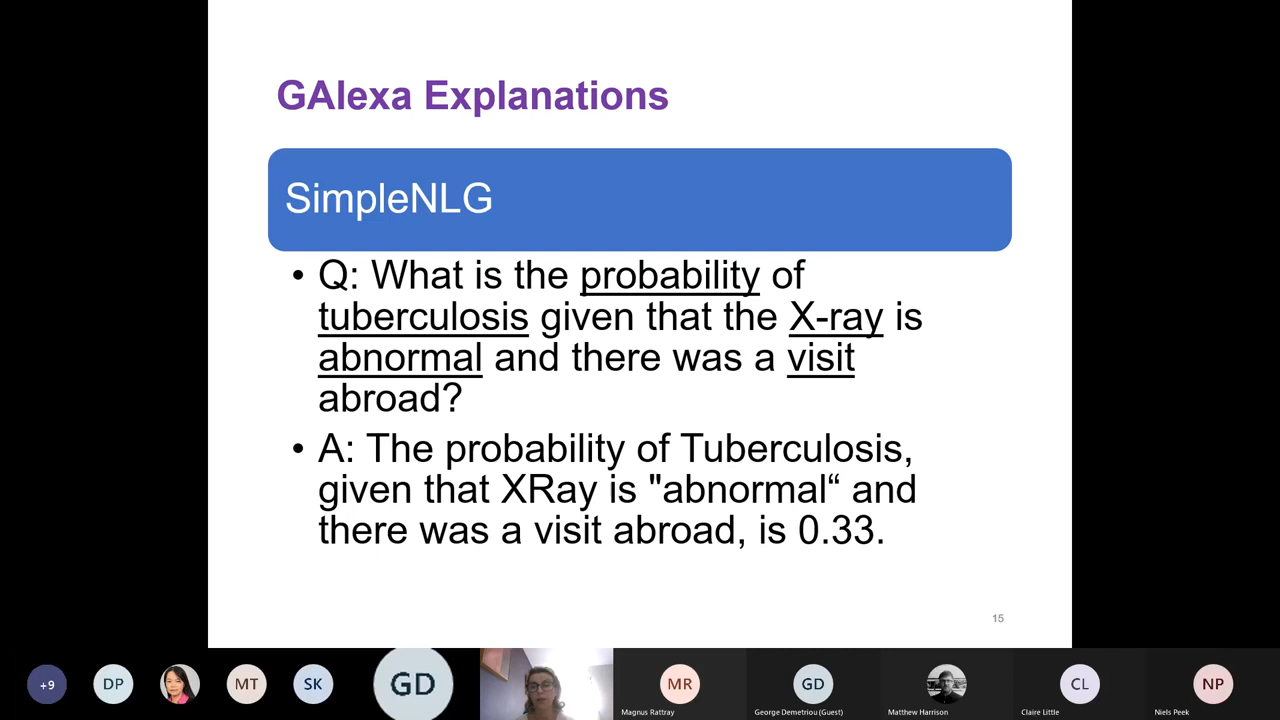 GAlexa Explanations
SimpleNLG
• Q: What is the probability of
tuberculosis given that the X-ray is
abnormal and there was a visit
abroad?
• A: The probability of Tuberculosis,
given that XRay is "abnormal“ and
there was a visit abroad, is 0.33.
15
+9
DP
MT
SK
GD
MR
GD
CL
NP
Magnus Rattray
George Demetriou (Guest)
Matthew Harrison
Claire Little
Niels Peek